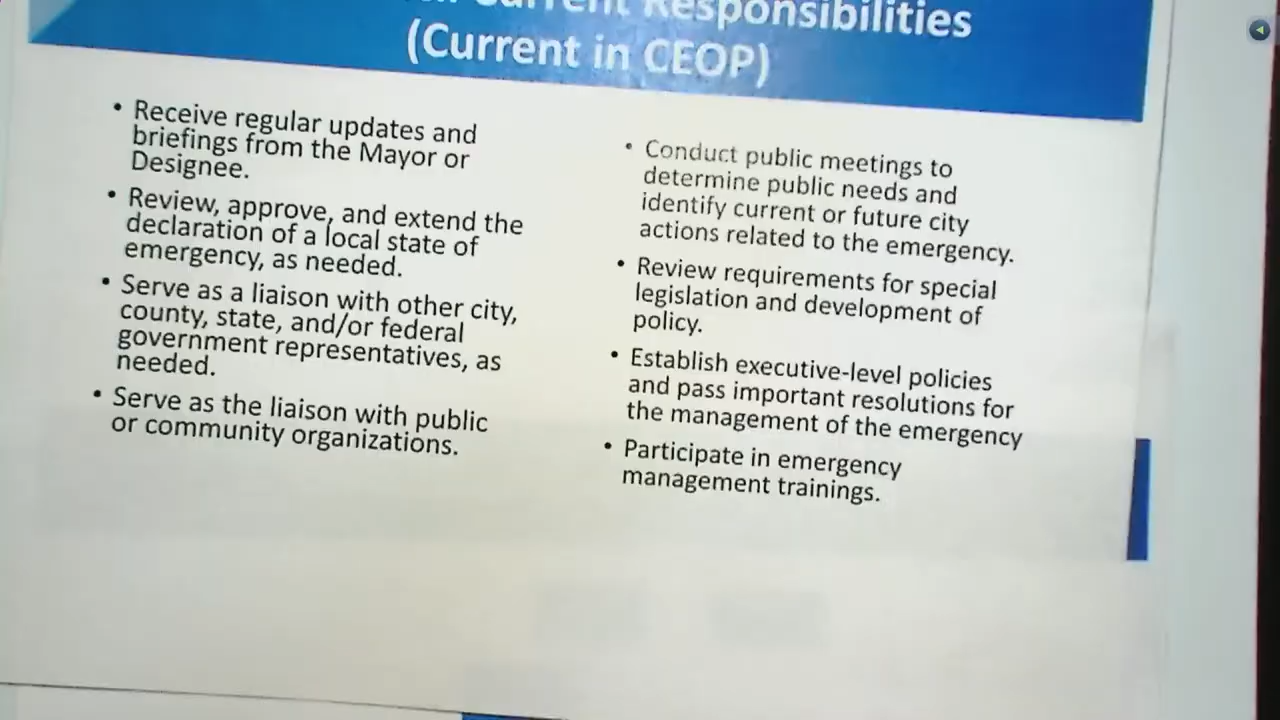 Current Responsibilities
(Current in CEOP)
• Receive regular updates and
briefings from the Mayor or
Designee.
• Review, approve, and extend the
declaration of a local state of
emergency, as needed.
• Serve as a liaison with other city,
county, state, and/or federal
government representatives, as
needed.
• Serve as the liaison with public
or community organizations.
• Conduct public meetings to
determine public needs and
identify current or future city
actions related to the emergency.
• Review requirements for special
legislation and development of
policy.
• Establish executive-level policies
and pass important resolutions for
the management of the emergency
• Participate in emergency
management trainings.